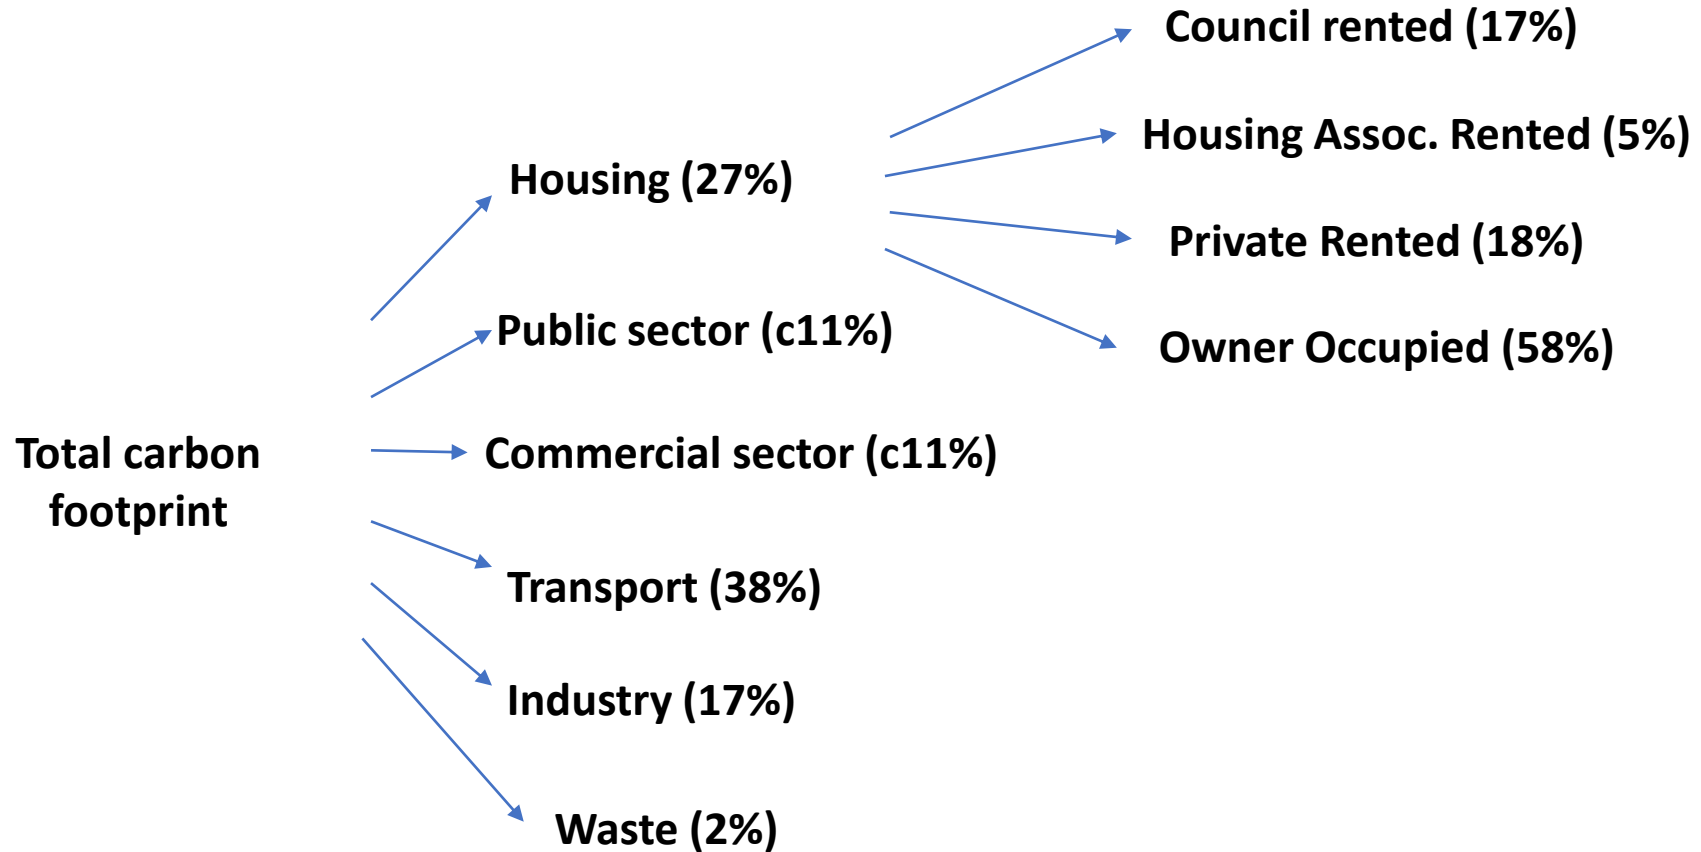 Total carbon
footprint
Housing (27%)
Public sector (c11%)
Commercial sector (c11%)
Transport (38%)
Industry (17%)
Waste (2%)
Council rented (17%)
Housing Assoc. Rented (5%)
Private Rented (18%)
Owner Occupied (58%)